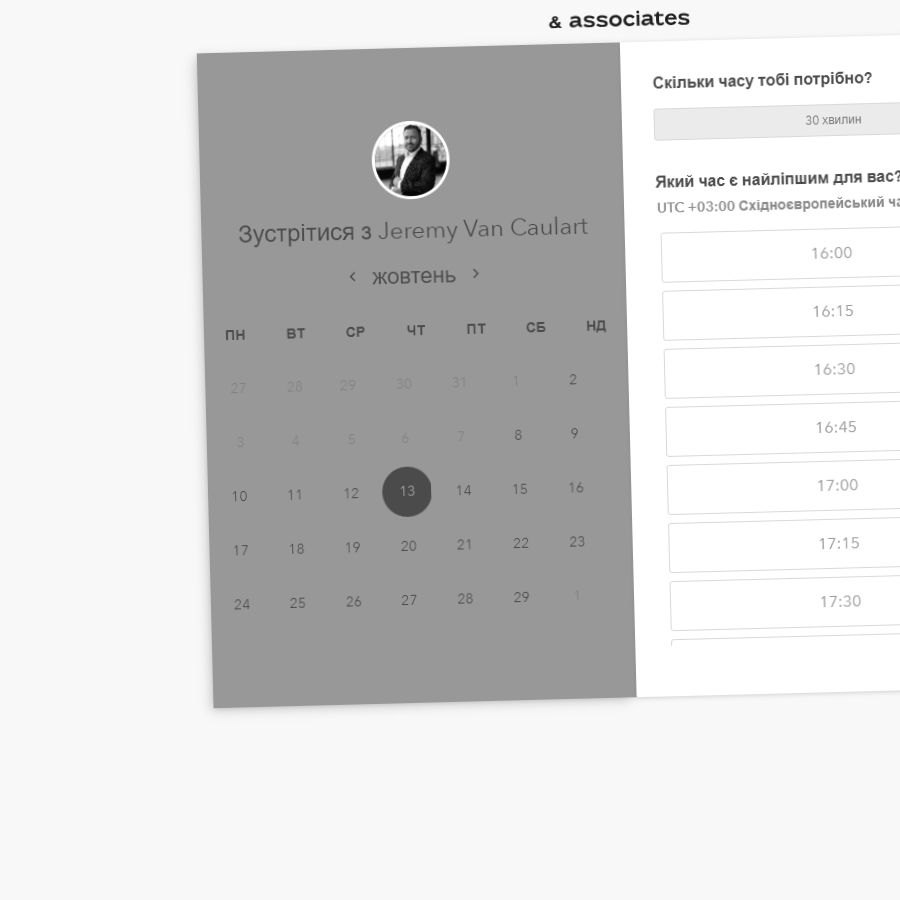 & associates
Зустрітися з Jeremy Van Caulart
‹ жовтень ›
ПН ВТ СР ЧТ ПТ СБ НД
27 28 29 30 31 1 2
3 4 5 6 7 8 9
10 11 12 13 14 15 16
17 18 19 20 21 22 23
24 25 26 27 28 29 1
Скільки часу тобі потрібно?
30 хвилин
Який час є найліпшим для вас?
UTC +03:00 Східноєвропейський
16:00
16:15
16:30
16:45
17:00
17:15
17:30